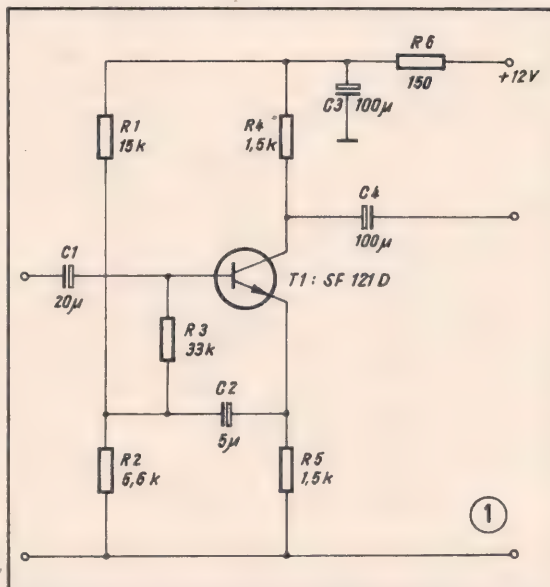 R6
150
+12V
C3
100µ
R1
15k
R4
1,5k
C4
100µ
C1
20µ
T1: SF 121 D
R3
33k
C2
5µ
R2
5,6k
R5
1,5k
1